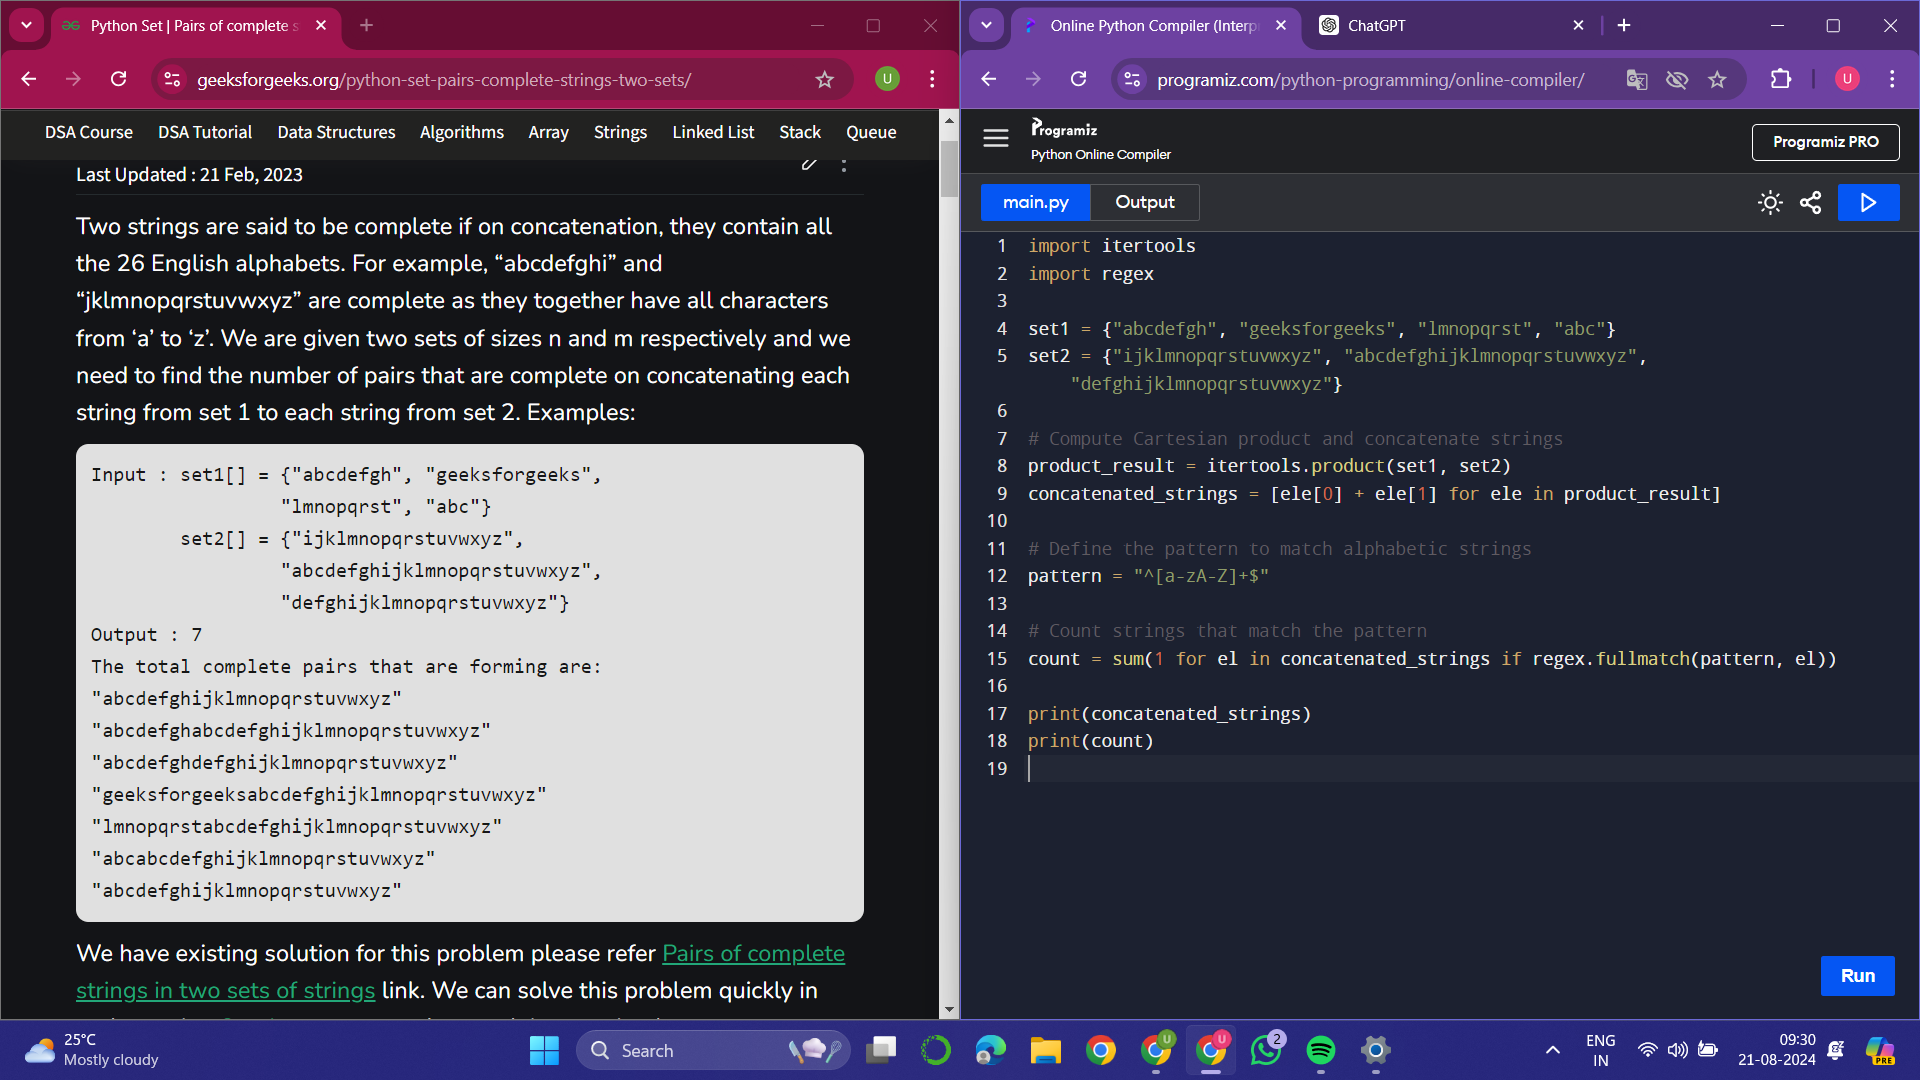 Python Set | Pairs of complete s
geeksforgeeks.org/python-set-pairs-complete-strings-two-sets/
U
DSA Course DSA Tutorial Data Structures Algorithms Array Strings Linked List Stack Queue
Last Updated : 21 Feb, 2023
Two strings are said to be complete if on concatenation, they contain all
the 26 English alphabets. For example, “abcdefghi” and
“jklmnopqrstuvwxyz” are complete as they together have all characters
from ‘a’ to ‘z’. We are given two sets of sizes n and m respectively and we
need to find the number of pairs that are complete on concatenating each
string from set 1 to each string from set 2. Examples:
Input : set1[] = {"abcdefgh", "geeksforgeeks",
"lmnopqrst", "abc"}
set2[] = {"ijklmnopqrstuvwxyz",
"abcdefghijklmnopqrstuvwxyz",
"defghijklmnopqrstuvwxyz"}
Output : 7
The total complete pairs that are forming are:
"abcdefghijklmnopqrstuvwxyz"
"abcdefghabcdefghijklmnopqrstuvwxyz"
"abcdefghdefghijklmnopqrstuvwxyz"
"geeksforgeeksabcdefghijklmnopqrstuvwxyz"
"lmnopqrstabcdefghijklmnopqrstuvwxyz"
"abcabcdefghijklmnopqrstuvwxyz"
"abcdefghijklmnopqrstuvwxyz"
We have existing solution for this problem please refer Pairs of complete
strings in two sets of strings link. We can solve this problem quickly in
Online Python Compiler (Interp
ChatGPT
programiz.com/python-programming/online-compiler/
U
Programiz
Python Online Compiler
Programiz PRO
main.py
Output
1 import itertools
2 import regex
3
4 set1 = {"abcdefgh", "geeksforgeeks", "lmnopqrst", "abc"}
5 set2 = {"ijklmnopqrstuvwxyz", "abcdefghijklmnopqrstuvwxyz",
"defghijklmnopqrstuvwxyz"}
6
7 # Compute Cartesian product and concatenate strings
8 product_result = itertools.product(set1, set2)
9 concatenated_strings = [ele[0] + ele[1] for ele in product_result]
10
11 # Define the pattern to match alphabetic strings
12 pattern = "^[a-zA-Z]+$"
13
14 # Count strings that match the pattern
15 count = sum(1 for el in concatenated_strings if regex.fullmatch(pattern, el))
16
17 print(concatenated_strings)
18 print(count)
19
Run
25°C
Mostly cloudy
Search
U
U
2
ENG
IN
09:30
21-08-2024
PRE